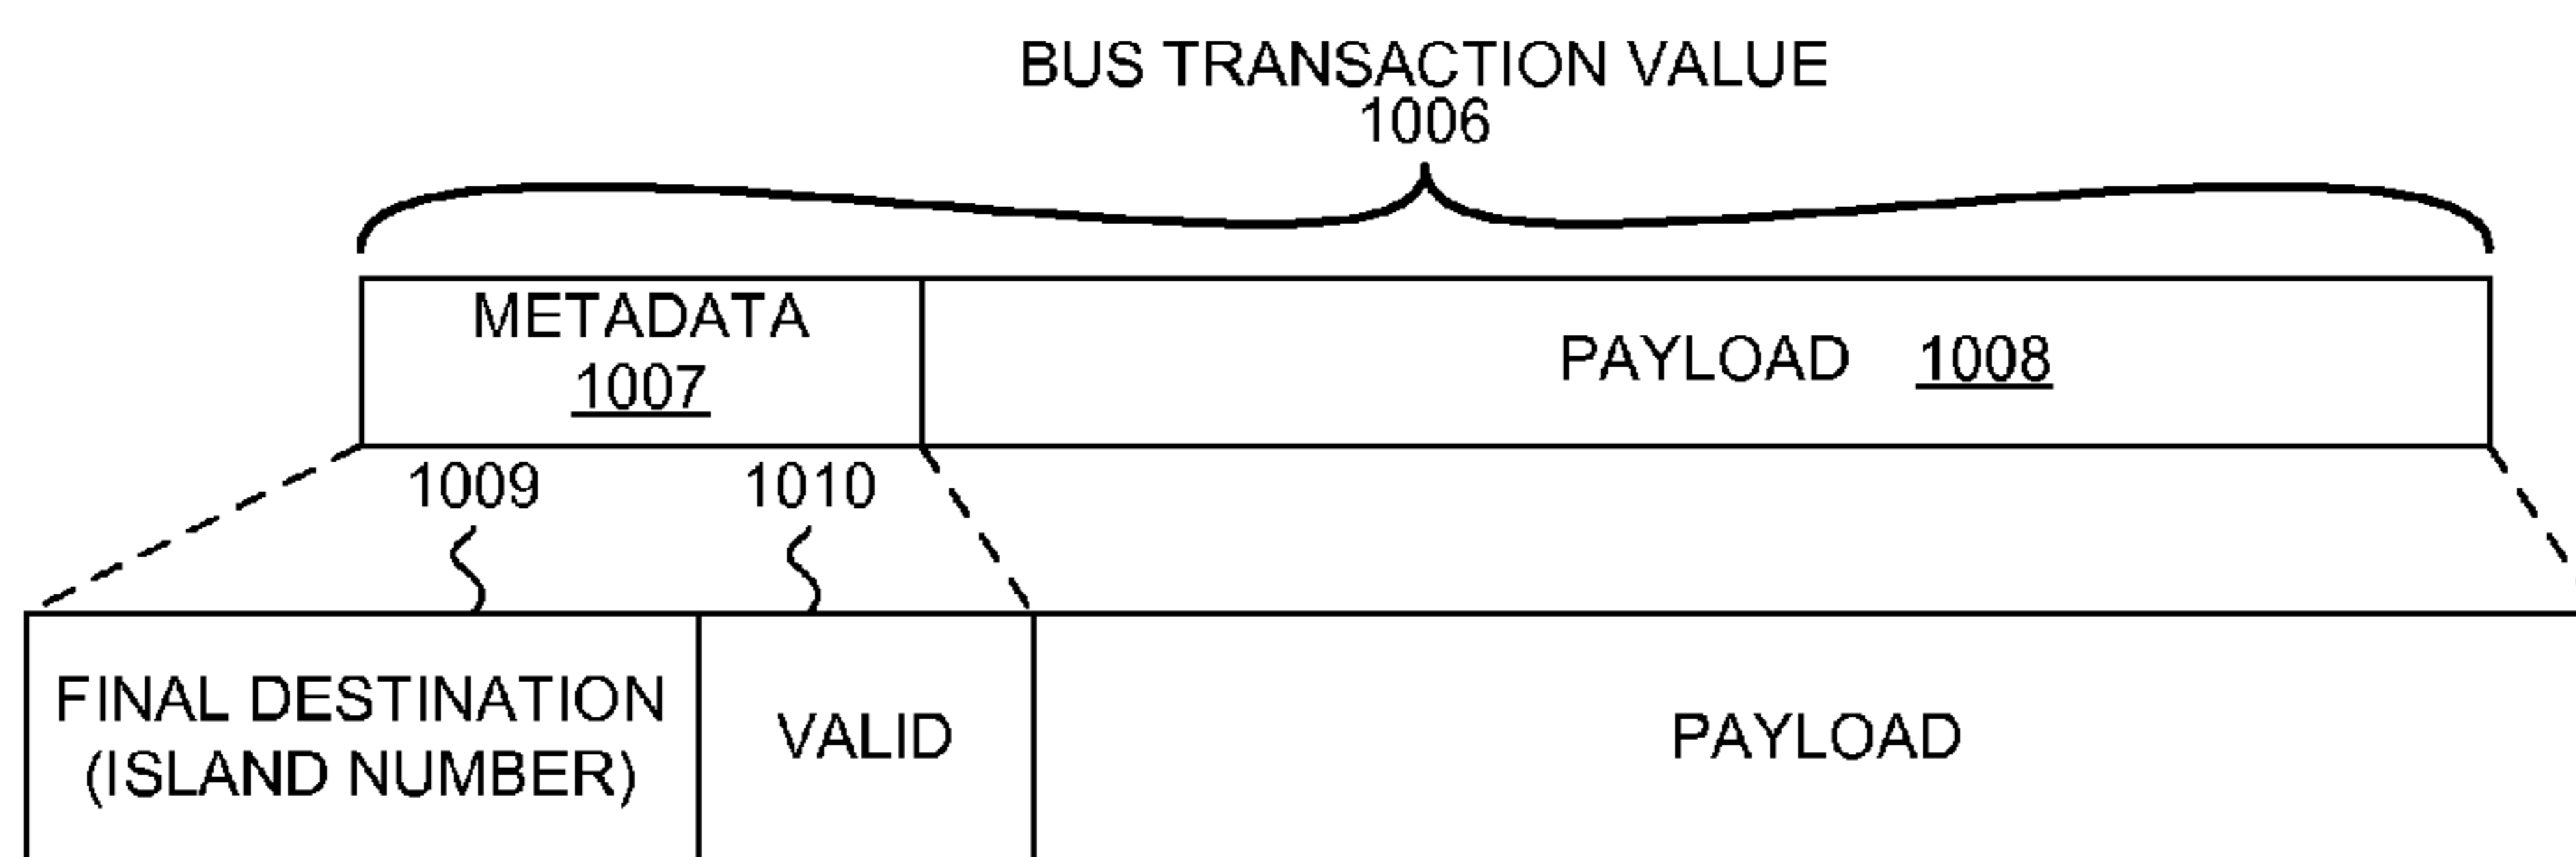 BUS TRANSACTION VALUE
1006
METADATA
1007
PAYLOAD 1008
1009
1010
FINAL DESTINATION
(ISLAND NUMBER)
VALID
PAYLOAD